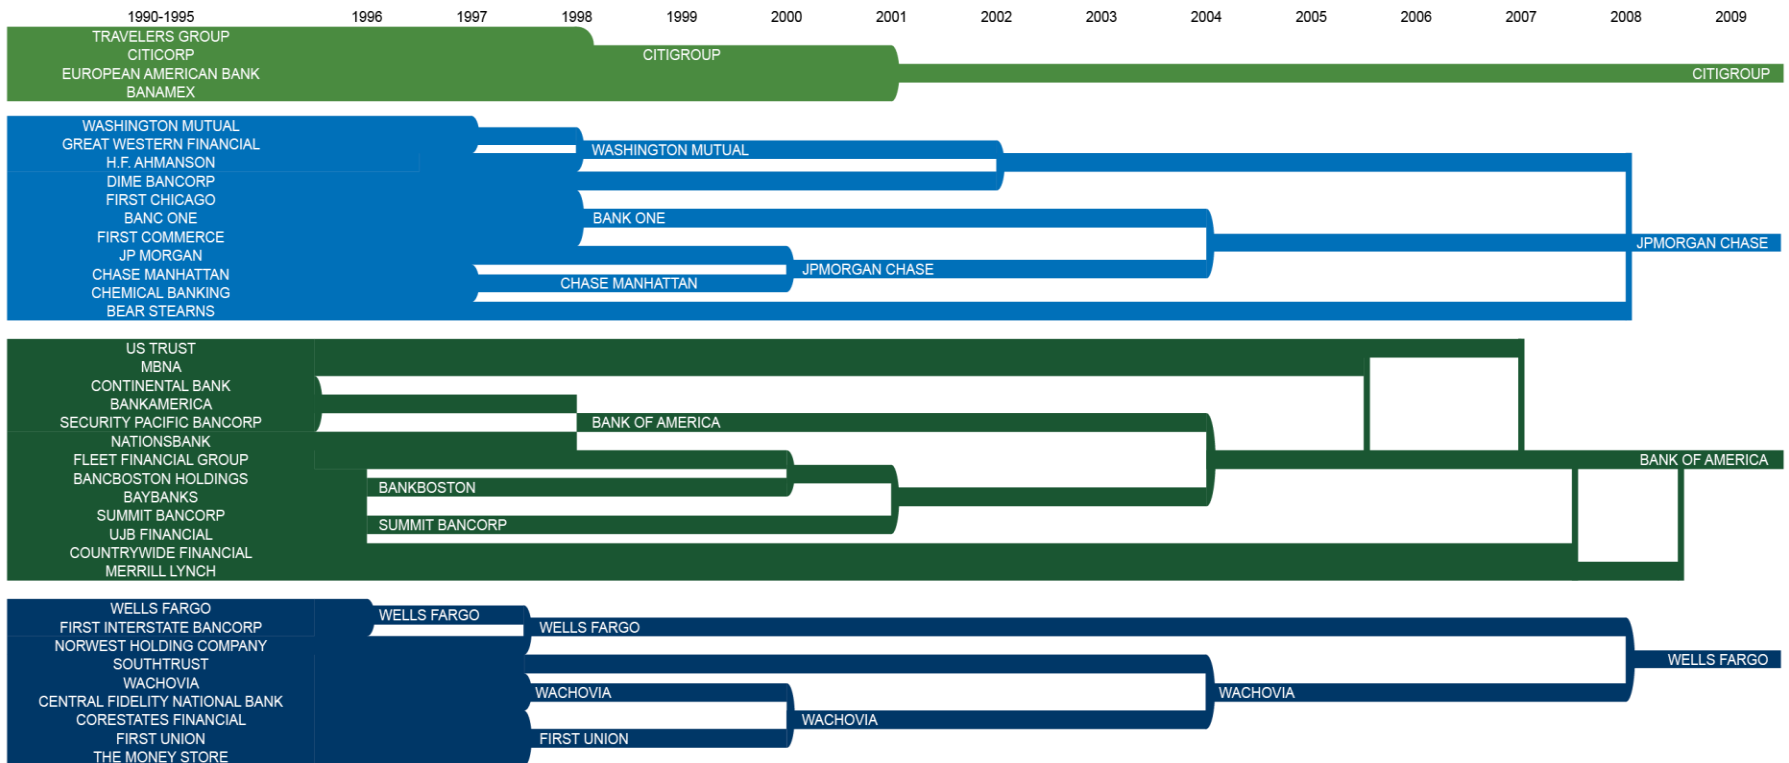 1990-1995 1996 1997 1998 1999 2000 2001 2002 2003 2004 2005 2006 2007 2008 2009
TRAVELERS GROUP
CITICORP CITIGROUP
EUROPEAN AMERICAN BANK CITIGROUP
BANAMEX
WASHINGTON MUTUAL
GREAT WESTERN FINANCIAL WASHINGTON MUTUAL
H.F. AHMANSON
DIME BANCORP
FIRST CHICAGO
BANC ONE BANK ONE
FIRST COMMERCE JPMORGAN CHASE
JP MORGAN
CHASE MANHATTAN JPMORGAN CHASE
CHEMICAL BANKING CHASE MANHATTAN
BEAR STEARNS
US TRUST
MBNA
CONTINENTAL BANK
BANKAMERICA
SECURITY PACIFIC BANCORP BANK OF AMERICA
NATIONSBANK
FLEET FINANCIAL GROUP BANK OF AMERICA
BANCBOSTON HOLDINGS BANKBOSTON
BAYBANKS
SUMMIT BANCORP SUMMIT BANCORP
UJB FINANCIAL
COUNTRYWIDE FINANCIAL
MERRILL LYNCH
WELLS FARGO WELLS FARGO
FIRST INTERSTATE BANCORP WELLS FARGO
NORWEST HOLDING COMPANY
SOUTHTRUST WELLS FARGO
WACHOVIA WACHOVIA WACHOVIA
CENTRAL FIDELITY NATIONAL BANK
CORESTATES FINANCIAL WACHOVIA
FIRST UNION FIRST UNION
THE MONEY STORE